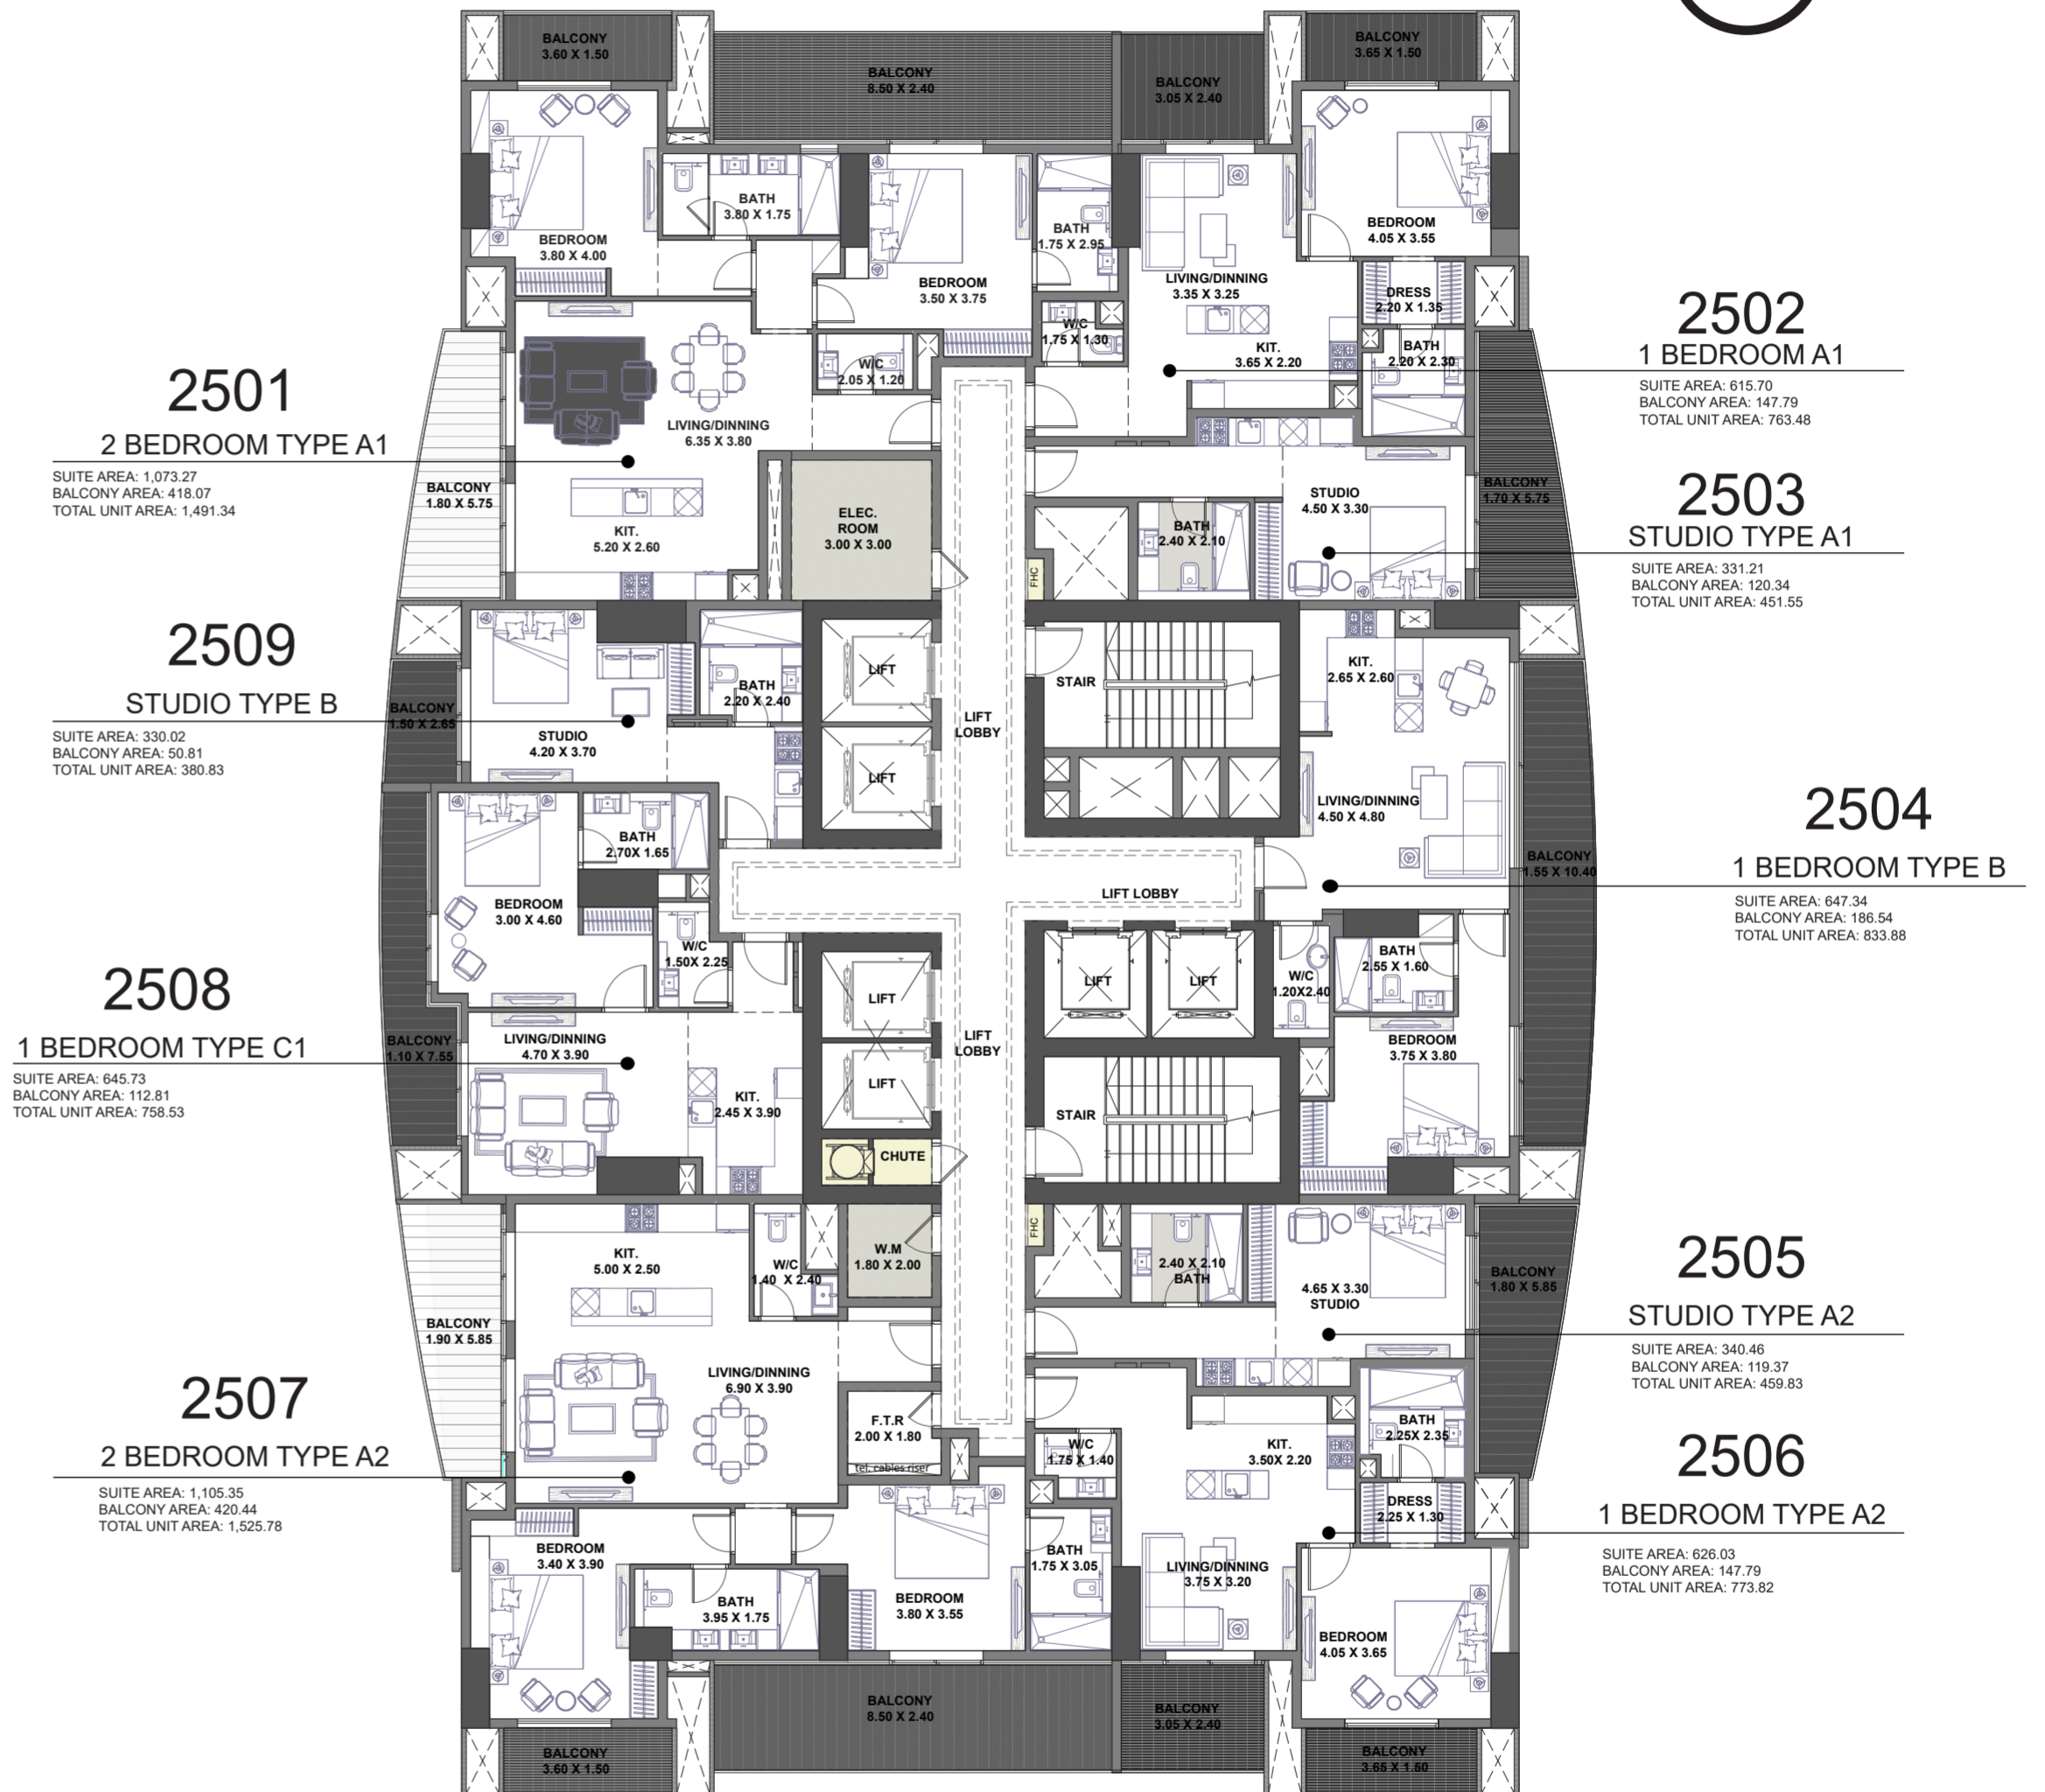 BALCONY
3.60 X 1.50
BALCONY
8.50 X 2.40
BALCONY
3.05 X 2.40
BALCONY
3.65 X 1.50
BEDROOM
3.80 X 4.00
BATH
3.80 X 1.75
BEDROOM
3.50 X 3.75
BATH
1.75 X 2.95
LIVING/DINNING
3.35 X 3.25
BEDROOM
4.05 X 3.55
DRESS
2.20 X 1.35
W/C
1.75 X 1.30
KIT.
3.65 X 2.20
BATH
2.20 X 2.30
2502
1 BEDROOM A1
SUITE AREA: 615.70
BALCONY AREA: 147.79
TOTAL UNIT AREA: 763.48
2501
2 BEDROOM TYPE A1
SUITE AREA: 1,073.27
BALCONY AREA: 418.07
TOTAL UNIT AREA: 1,491.34
W/C
2.05 X 1.20
LIVING/DINNING
6.35 X 3.80
BALCONY
1.80 X 5.75
KIT.
5.20 X 2.60
ELEC.
ROOM
3.00 X 3.00
FHC
BATH
2.40 X 2.10
STUDIO
4.50 X 3.30
BALCONY
1.70 X 5.75
2503
STUDIO TYPE A1
SUITE AREA: 331.21
BALCONY AREA: 120.34
TOTAL UNIT AREA: 451.55
2509
STUDIO TYPE B
SUITE AREA: 330.02
BALCONY AREA: 50.81
TOTAL UNIT AREA: 380.83
BALCONY
1.50 X 2.65
STUDIO
4.20 X 3.70
BATH
2.20 X 2.40
LIFT
LIFT
LIFT
LOBBY
STAIR
KIT.
2.65 X 2.60
LIVING/DINNING
4.50 X 4.80
BALCONY
1.55 X 10.40
2504
1 BEDROOM TYPE B
SUITE AREA: 647.34
BALCONY AREA: 186.54
TOTAL UNIT AREA: 833.88
BATH
2.70X 1.65
BEDROOM
3.00 X 4.60
W/C
1.50X 2.25
LIFT LOBBY
LIFT
LIFT
W/C
1.20X2.40
BATH
2.55 X 1.60
BEDROOM
3.75 X 3.80
2508
1 BEDROOM TYPE C1
SUITE AREA: 645.73
BALCONY AREA: 112.81
TOTAL UNIT AREA: 758.53
BALCONY
1.10 X 7.55
LIVING/DINNING
4.70 X 3.90
KIT.
2.45 X 3.90
LIFT
LIFT
LIFT
LOBBY
STAIR
CHUTE
FHC
W.M
1.80 X 2.00
KIT.
5.00 X 2.50
W/C
1.40 X 2.40
2.40 X 2.10
BATH
4.65 X 3.30
STUDIO
BALCONY
1.80 X 5.85
2505
STUDIO TYPE A2
SUITE AREA: 340.46
BALCONY AREA: 119.37
TOTAL UNIT AREA: 459.83
BALCONY
1.90 X 5.85
LIVING/DINNING
6.90 X 3.90
2507
2 BEDROOM TYPE A2
SUITE AREA: 1,105.35
BALCONY AREA: 420.44
TOTAL UNIT AREA: 1,525.78
F.T.R
2.00 X 1.80
tel. cables riser
W/C
1.75 X 1.40
KIT.
3.50X 2.20
BATH
2.25X 2.35
DRESS
2.25 X 1.30
2506
1 BEDROOM TYPE A2
SUITE AREA: 626.03
BALCONY AREA: 147.79
TOTAL UNIT AREA: 773.82
BEDROOM
3.40 X 3.90
BATH
3.95 X 1.75
BEDROOM
3.80 X 3.55
BATH
1.75 X 3.05
LIVING/DINNING
3.75 X 3.20
BEDROOM
4.05 X 3.65
BALCONY
8.50 X 2.40
BALCONY
3.05 X 2.40
BALCONY
3.60 X 1.50
BALCONY
3.65 X 1.50